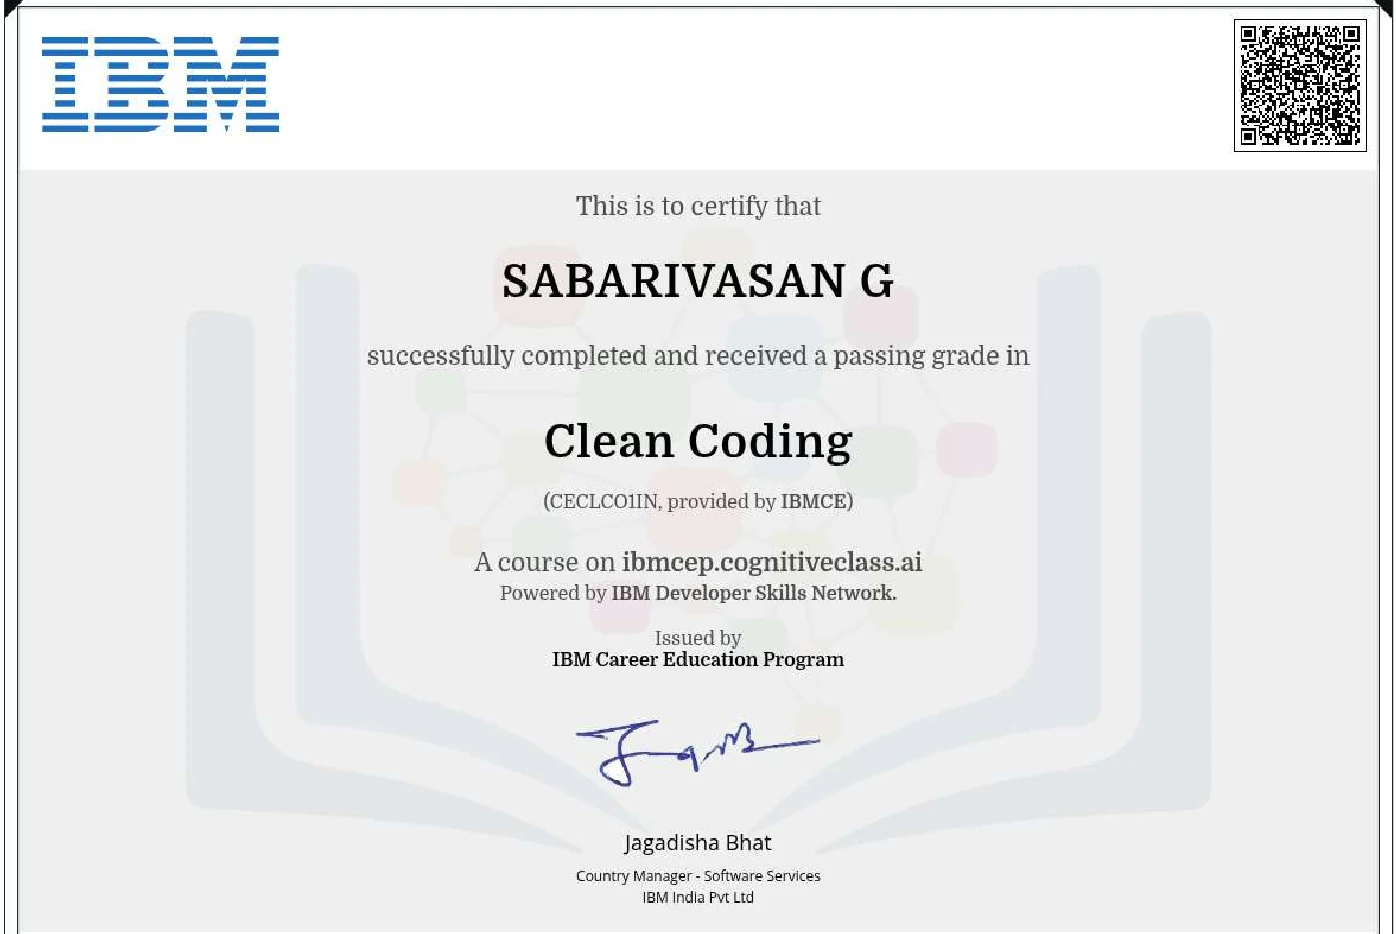 IBM
This is to certify that
SABARIVASAN G
successfully completed and received a passing grade in
Clean Coding
(CECLCO1IN, provided by IBMCE)
A course on ibmcep.cognitiveclass.ai
Powered by IBM Developer Skills Network.
Issued by
IBM Career Education Program
Jagadisha Bhat
Country Manager - Software Services
IBM India Pvt Ltd